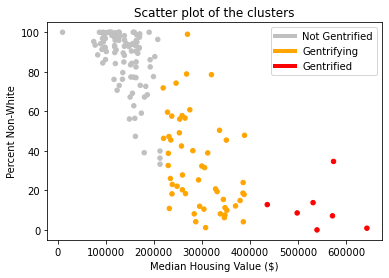 Scatter plot of the clusters
Not Gentrified
Gentrifying
Gentrified
Percent Non-White
100
80
60
40
20
0
0 100000 200000 300000 400000 500000 600000
Median Housing Value ($)